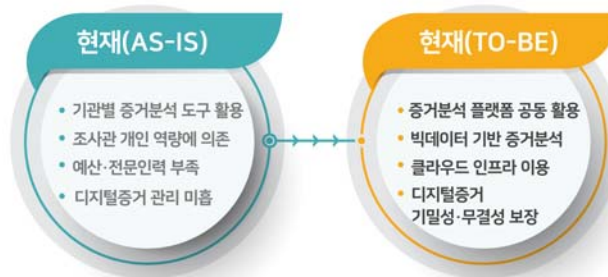 현재(AS-IS)
• 기관별 증거분석 도구 활용
• 조사관 개인 역량에 의존
• 예산·전문인력 부족
• 디지털증거 관리 미흡
현재(TO-BE)
• 증거분석 플랫폼 공동 활용
• 빅데이터 기반 증거분석
• 클라우드 인프라 이용
• 디지털증거
기밀성·무결성 보장